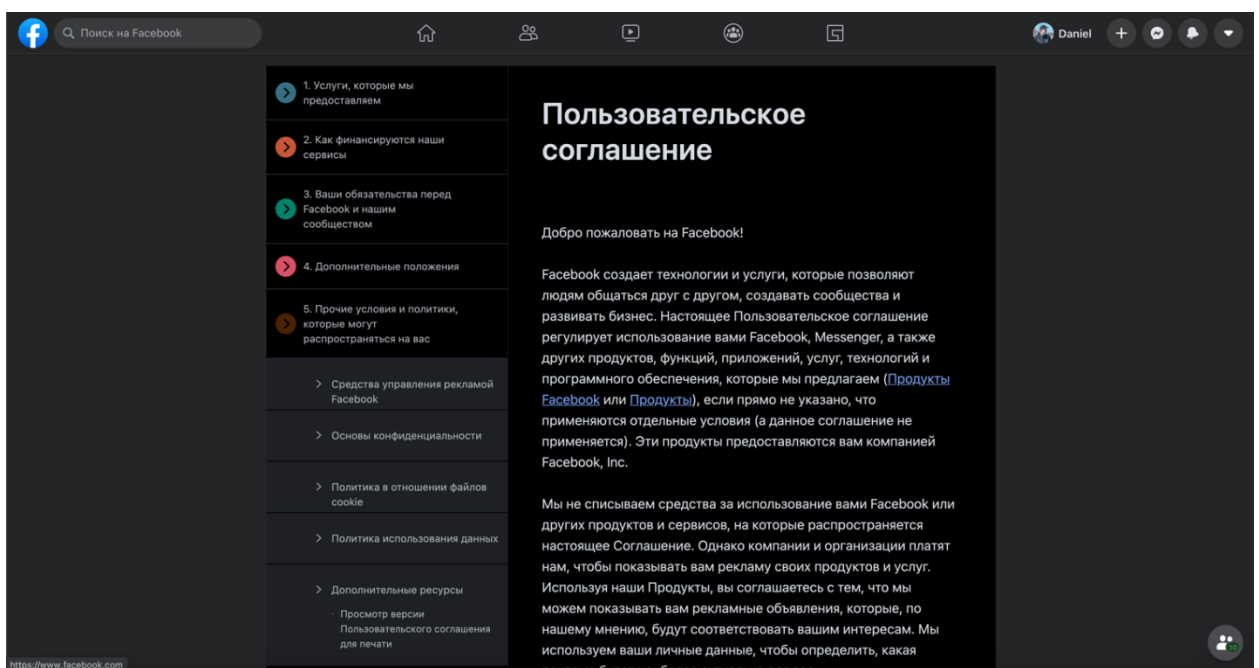 Поиск на Facebook
Daniel
1. Услуги, которые мы
предоставляем
2. Как финансируются наши
сервисы
3. Ваши обязательства перед
Facebook и нашим
сообществом
4. Дополнительные положения
5. Прочие условия и политики,
которые могут
распространяться на вас
Средства управления рекламой
Facebook
Основы конфиденциальности
Политика в отношении файлов
cookie
Политика использования данных
Дополнительные ресурсы
· Просмотр версии
Пользовательского соглашения
для печати
Пользовательское
соглашение
Добро пожаловать на Facebook!
Facebook создает технологии и услуги, которые позволяют
людям общаться друг с другом, создавать сообщества и
развивать бизнес. Настоящее Пользовательское соглашение
регулирует использование вами Facebook, Messenger, а также
других продуктов, функций, приложений, услуг, технологий и
программного обеспечения, которые мы предлагаем (Продукты
Facebook или Продукты), если прямо не указано, что
применяются отдельные условия (а данное соглашение не
применяется). Эти продукты предоставляются вам компанией
Facebook, Inc.
Мы не списываем средства за использование вами Facebook или
других продуктов и сервисов, на которые распространяется
настоящее Соглашение. Однако компании и организации платят
нам, чтобы показывать вам рекламу своих продуктов и услуг.
Используя наши Продукты, вы соглашаетесь с тем, что мы
можем показывать вам рекламные объявления, которые, по
нашему мнению, будут соответствовать вашим интересам. Мы
используем ваши личные данные, чтобы определить, какая
https://www.facebook.com